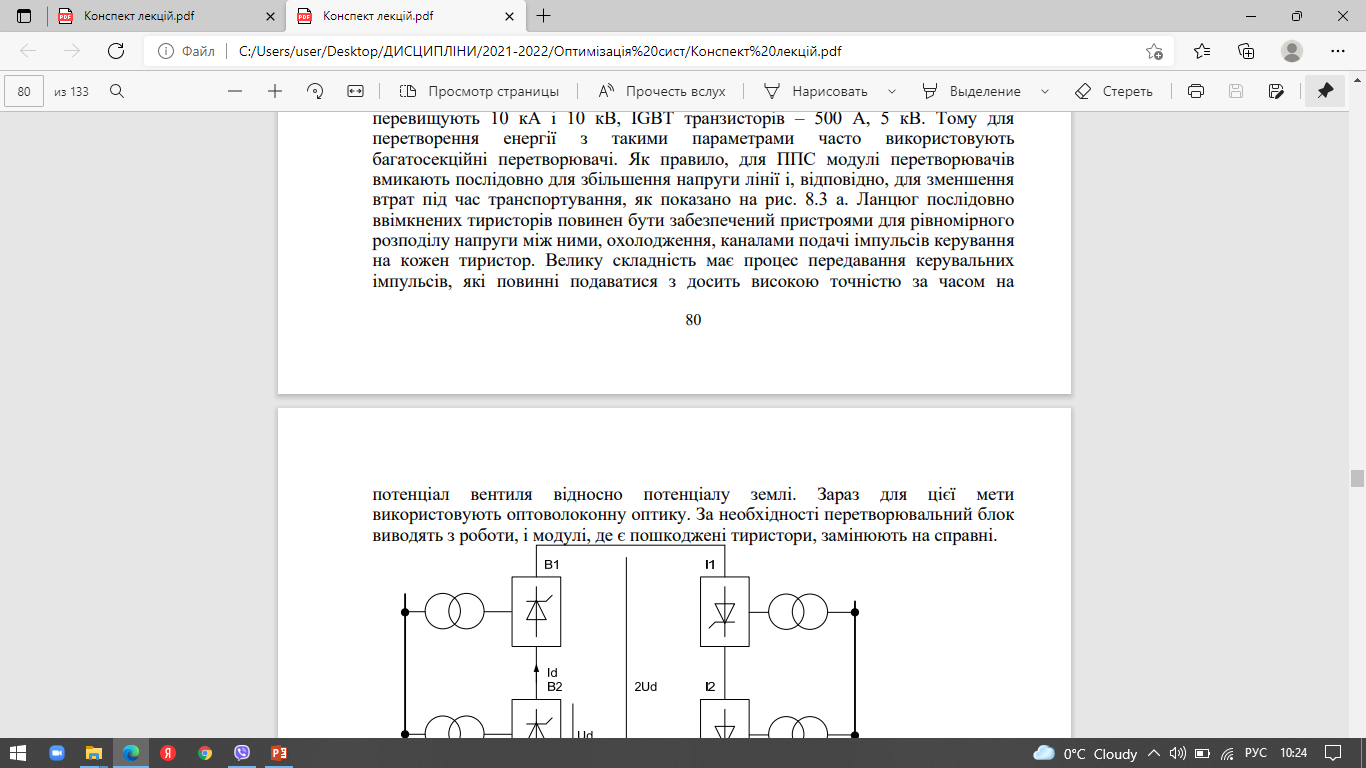 Конспект лекцій.pdf
Конспект лекцій.pdf
Файл
C:/Users/user/Desktop/ДИСЦИПЛІНИ/2021-2022/Оптимізація%20сист/Конспект%20лекцій.pdf
80
из 133
Просмотр страницы
Прочесть вслух
Нарисовать
Выделение
Стереть
перевищують 10 кА і 10 кВ, IGBT транзисторів – 500 А, 5 кВ. Тому для
перетворення енергії з такими параметрами часто використовують
багатосекційні перетворювачі. Як правило, для ППС модулі перетворювачів
вмикають послідовно для збільшення напруги лінії і, відповідно, для зменшення
втрат під час транспортування, як показано на рис. 8.3 а. Ланцюг послідовно
ввімкнених тиристорів повинен бути забезпечений пристроями для рівномірного
розподілу напруги між ними, охолодження, каналами подачі імпульсів керування
на кожен тиристор. Велику складність має процес передавання керувальних
імпульсів, які повинні подаватися з досить високою точністю за часом на
80
потенціал вентиля відносно потенціалу землі. Зараз для цієї мети
використовують оптоволоконну оптику. За необхідності перетворювальний блок
виводять з роботи, і модулі, де є пошкоджені тиристори, замінюють на справні.
В1
І1
Id
В2
2Ud
І2
Ud
0°C Cloudy
РУС
10:24